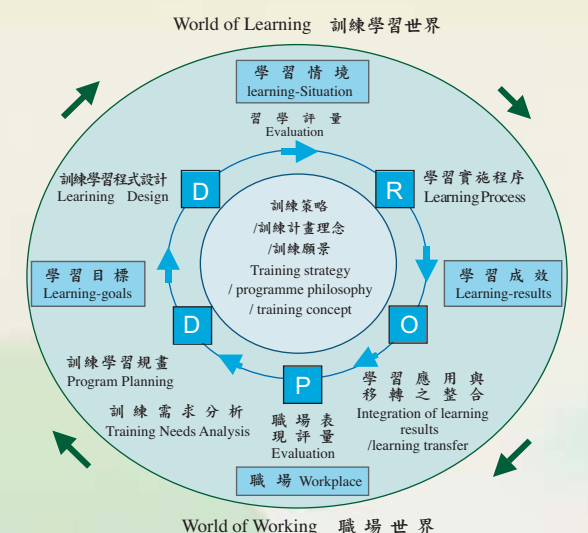 World of Learning 訓練學習世界
學習情境
learning-Situation
習學評量
Evaluation
訓練學習程式設計
Learining Design
D
R
學習實施程序
LearningProcess
訓練策略
/訓練計畫理念
/訓練願景
Training strategy
/ programme philosophy
/ training concept
學習目標
Learning-goals
學習成效
Learning-results
D
O
訓練學習規畫
Program Planning
P
學習應用與
移轉之整合
Integration of learning
results
/learning transfer
訓練需求分析
Training Needs Analysis
職場表
現評量
Evaluation
職場 Workplace
World of Working 職場世界